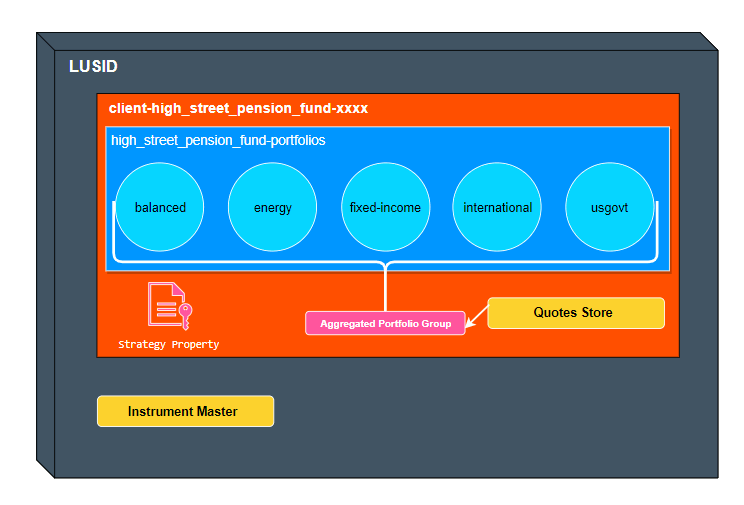 LUSID
client-high_street_pension_fund-xxxx
high_street_pension_fund-portfolios
balanced
energy
fixed-income
international
usgovt
Quotes Store
Aggregated Portfolio Group
Strategy Property
Instrument Master